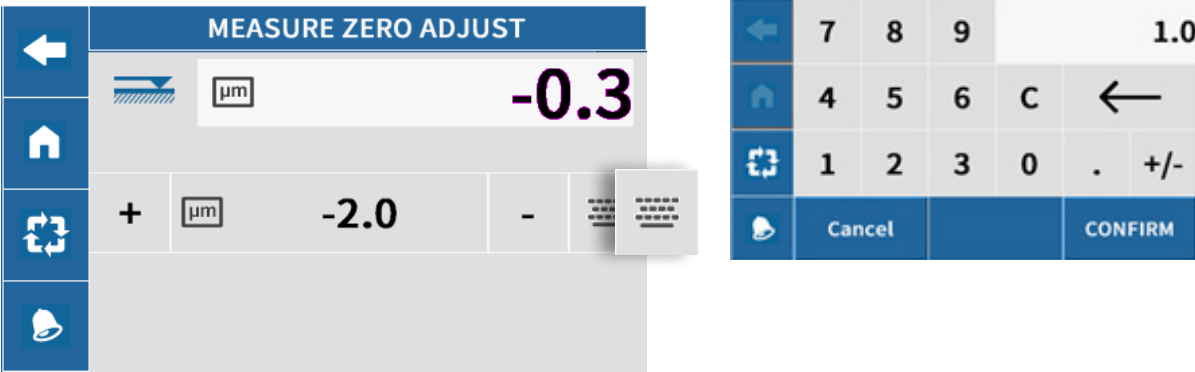 MEASURE ZERO ADJUST
µm -0.3
+ µm -2.0 -
7 8 9 1.0
4 5 6 C ←
1 2 3 0 . +/-
Cancel CONFIRM